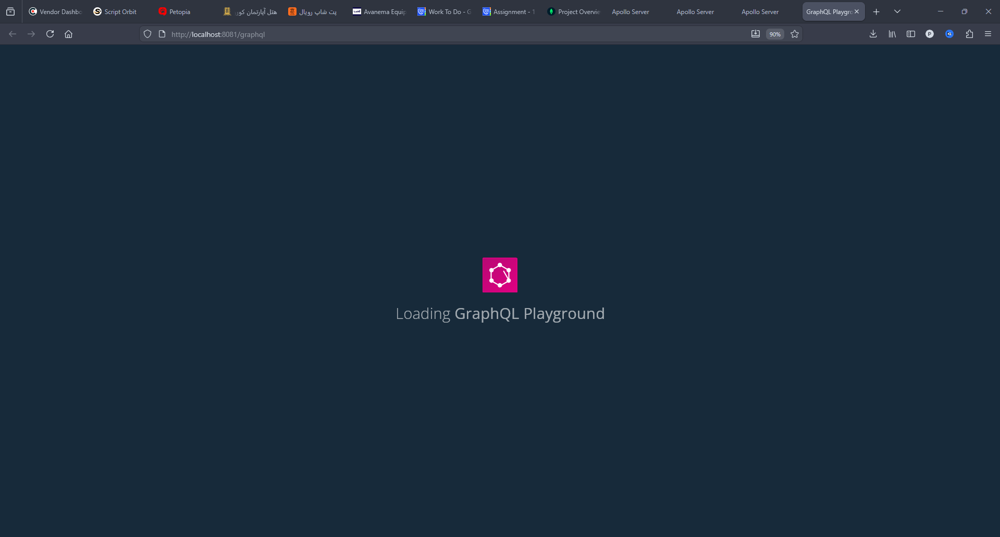 Vendor Dashbo
Script Orbit
Petopia
هتل آپارتمان کور
پت شاپ رویال
Avanema Equip
Work To Do - G
Assignment - 1
Project Overvie
Apollo Server
Apollo Server
Apollo Server
GraphQL Playgro
http://localhost:8081/graphql
90%
P
IQ
Loading GraphQL Playground